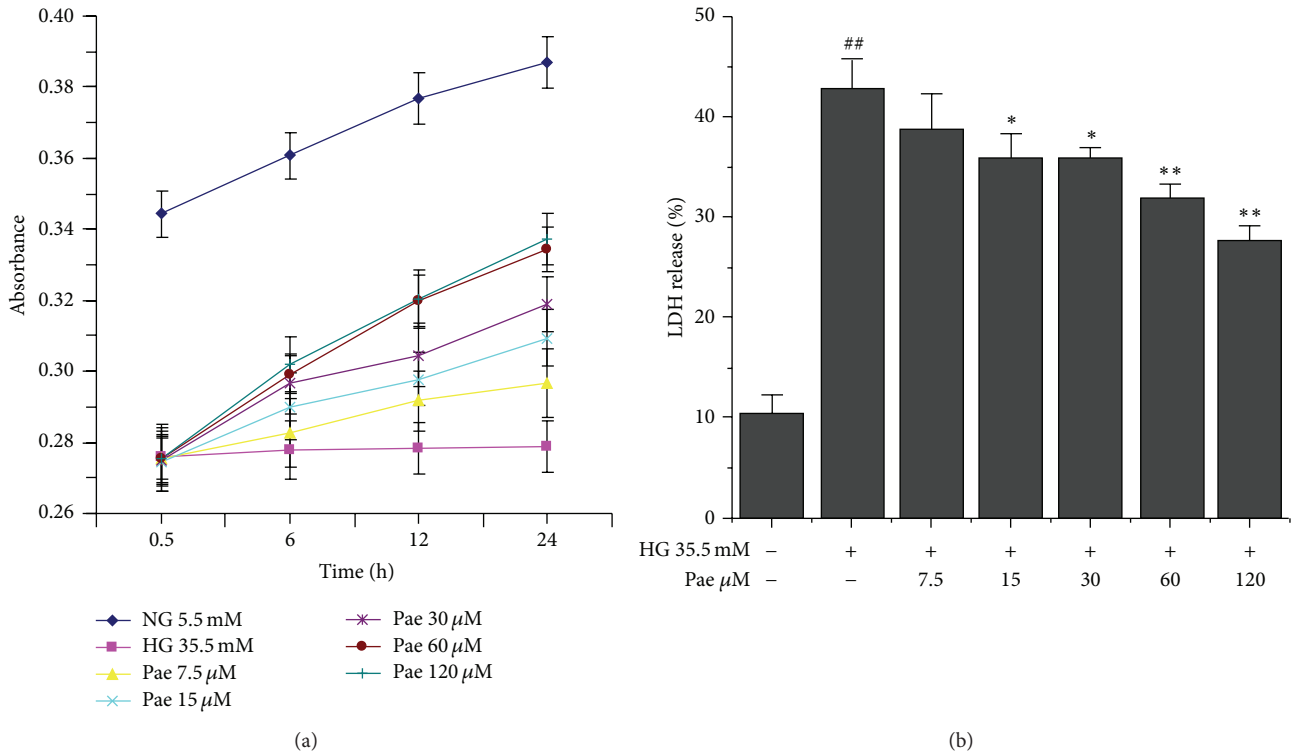 0.40
0.38
0.36
0.34
0.32
0.30
0.28
0.26
Absorbance
0.5 6 12 24
Time (h)
NG 5.5 mM
HG 35.5 mM
Pae 7.5 μM
Pae 15 μM
Pae 30 μM
Pae 60 μM
Pae 120 μM
(a)
50
40
30
20
10
0
LDH release (%)
##
*
*
**
**
HG 35.5 mM − + + + + + +
Pae μM − − 7.5 15 30 60 120
(b)